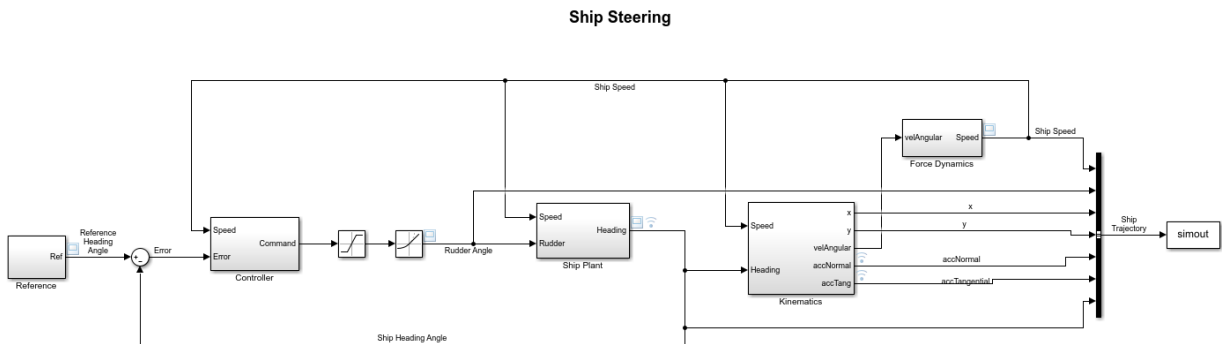 Ship Steering
Ship Speed
velAngular
Speed
Ship Speed
Force Dynamics
Reference
Heading
Angle
Ref
Reference
Error
Speed
Error
Command
Controller
Rudder Angle
Speed
Rudder
Heading
Ship Plant
Speed
Heading
x
y
velAngular
accNormal
accTang
Kinematics
x
y
accNormal
accTangential
Ship
Trajectory
simout
Ship Heading Angle